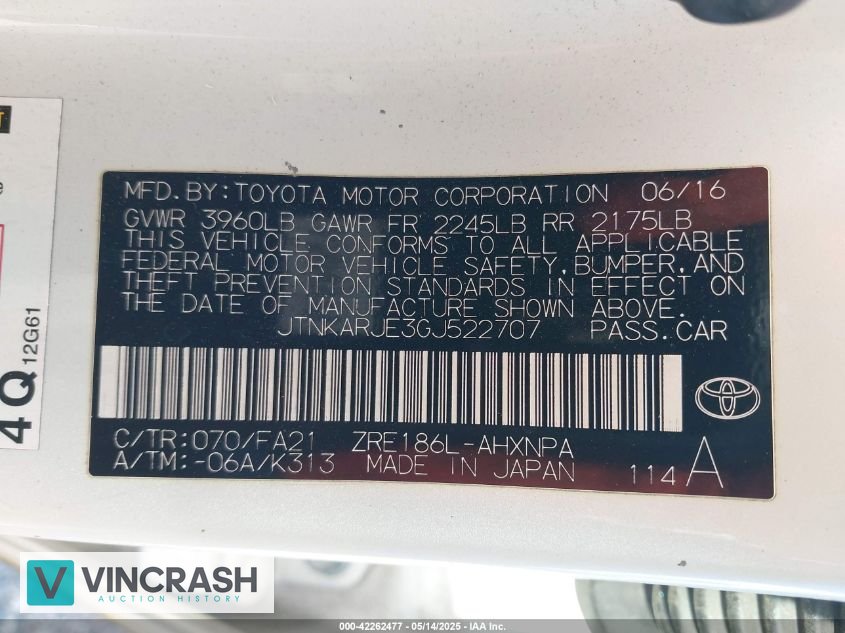 MFD. BY: TOYOTA MOTOR CORPORATION 06/16
GVWR 3960LB GAWR FR 2245LB RR 2175LB
THIS VEHICLE CONFORMS TO ALL APPLICABLE
FEDERAL MOTOR VEHICLE SAFETY, BUMPER, AND
THEFT PREVENTION STANDARDS IN EFFECT ON
THE DATE OF MANUFACTURE SHOWN ABOVE.
JTNKARJE3GJ522707 PASS. CAR
C/TR: 070/FA21 ZRE186L-AHXNPA
A/TM: -06A/K313 MADE IN JAPAN 114 A
4Q 12G61
VINCRASH
AUCTION HISTORY
000-42262477 - 05/14/2025 - IAA Inc.